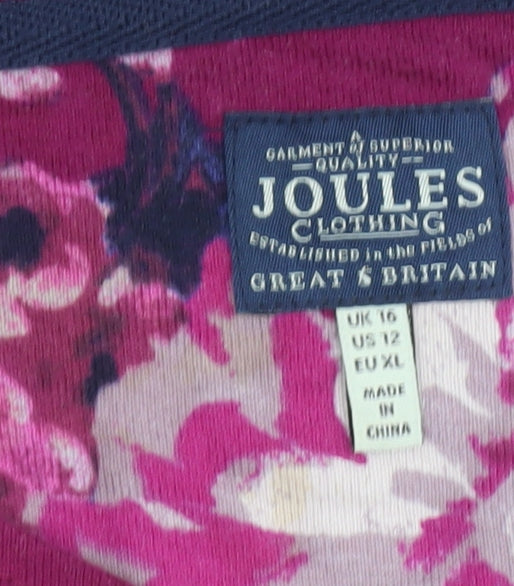 A
GARMENT of SUPERIOR
QUALITY
JOULES
CLOTHING
ESTABLISHED in the FIELDS of
GREAT & BRITAIN
UK 16
US 12
EU XL
MADE
IN
CHINA